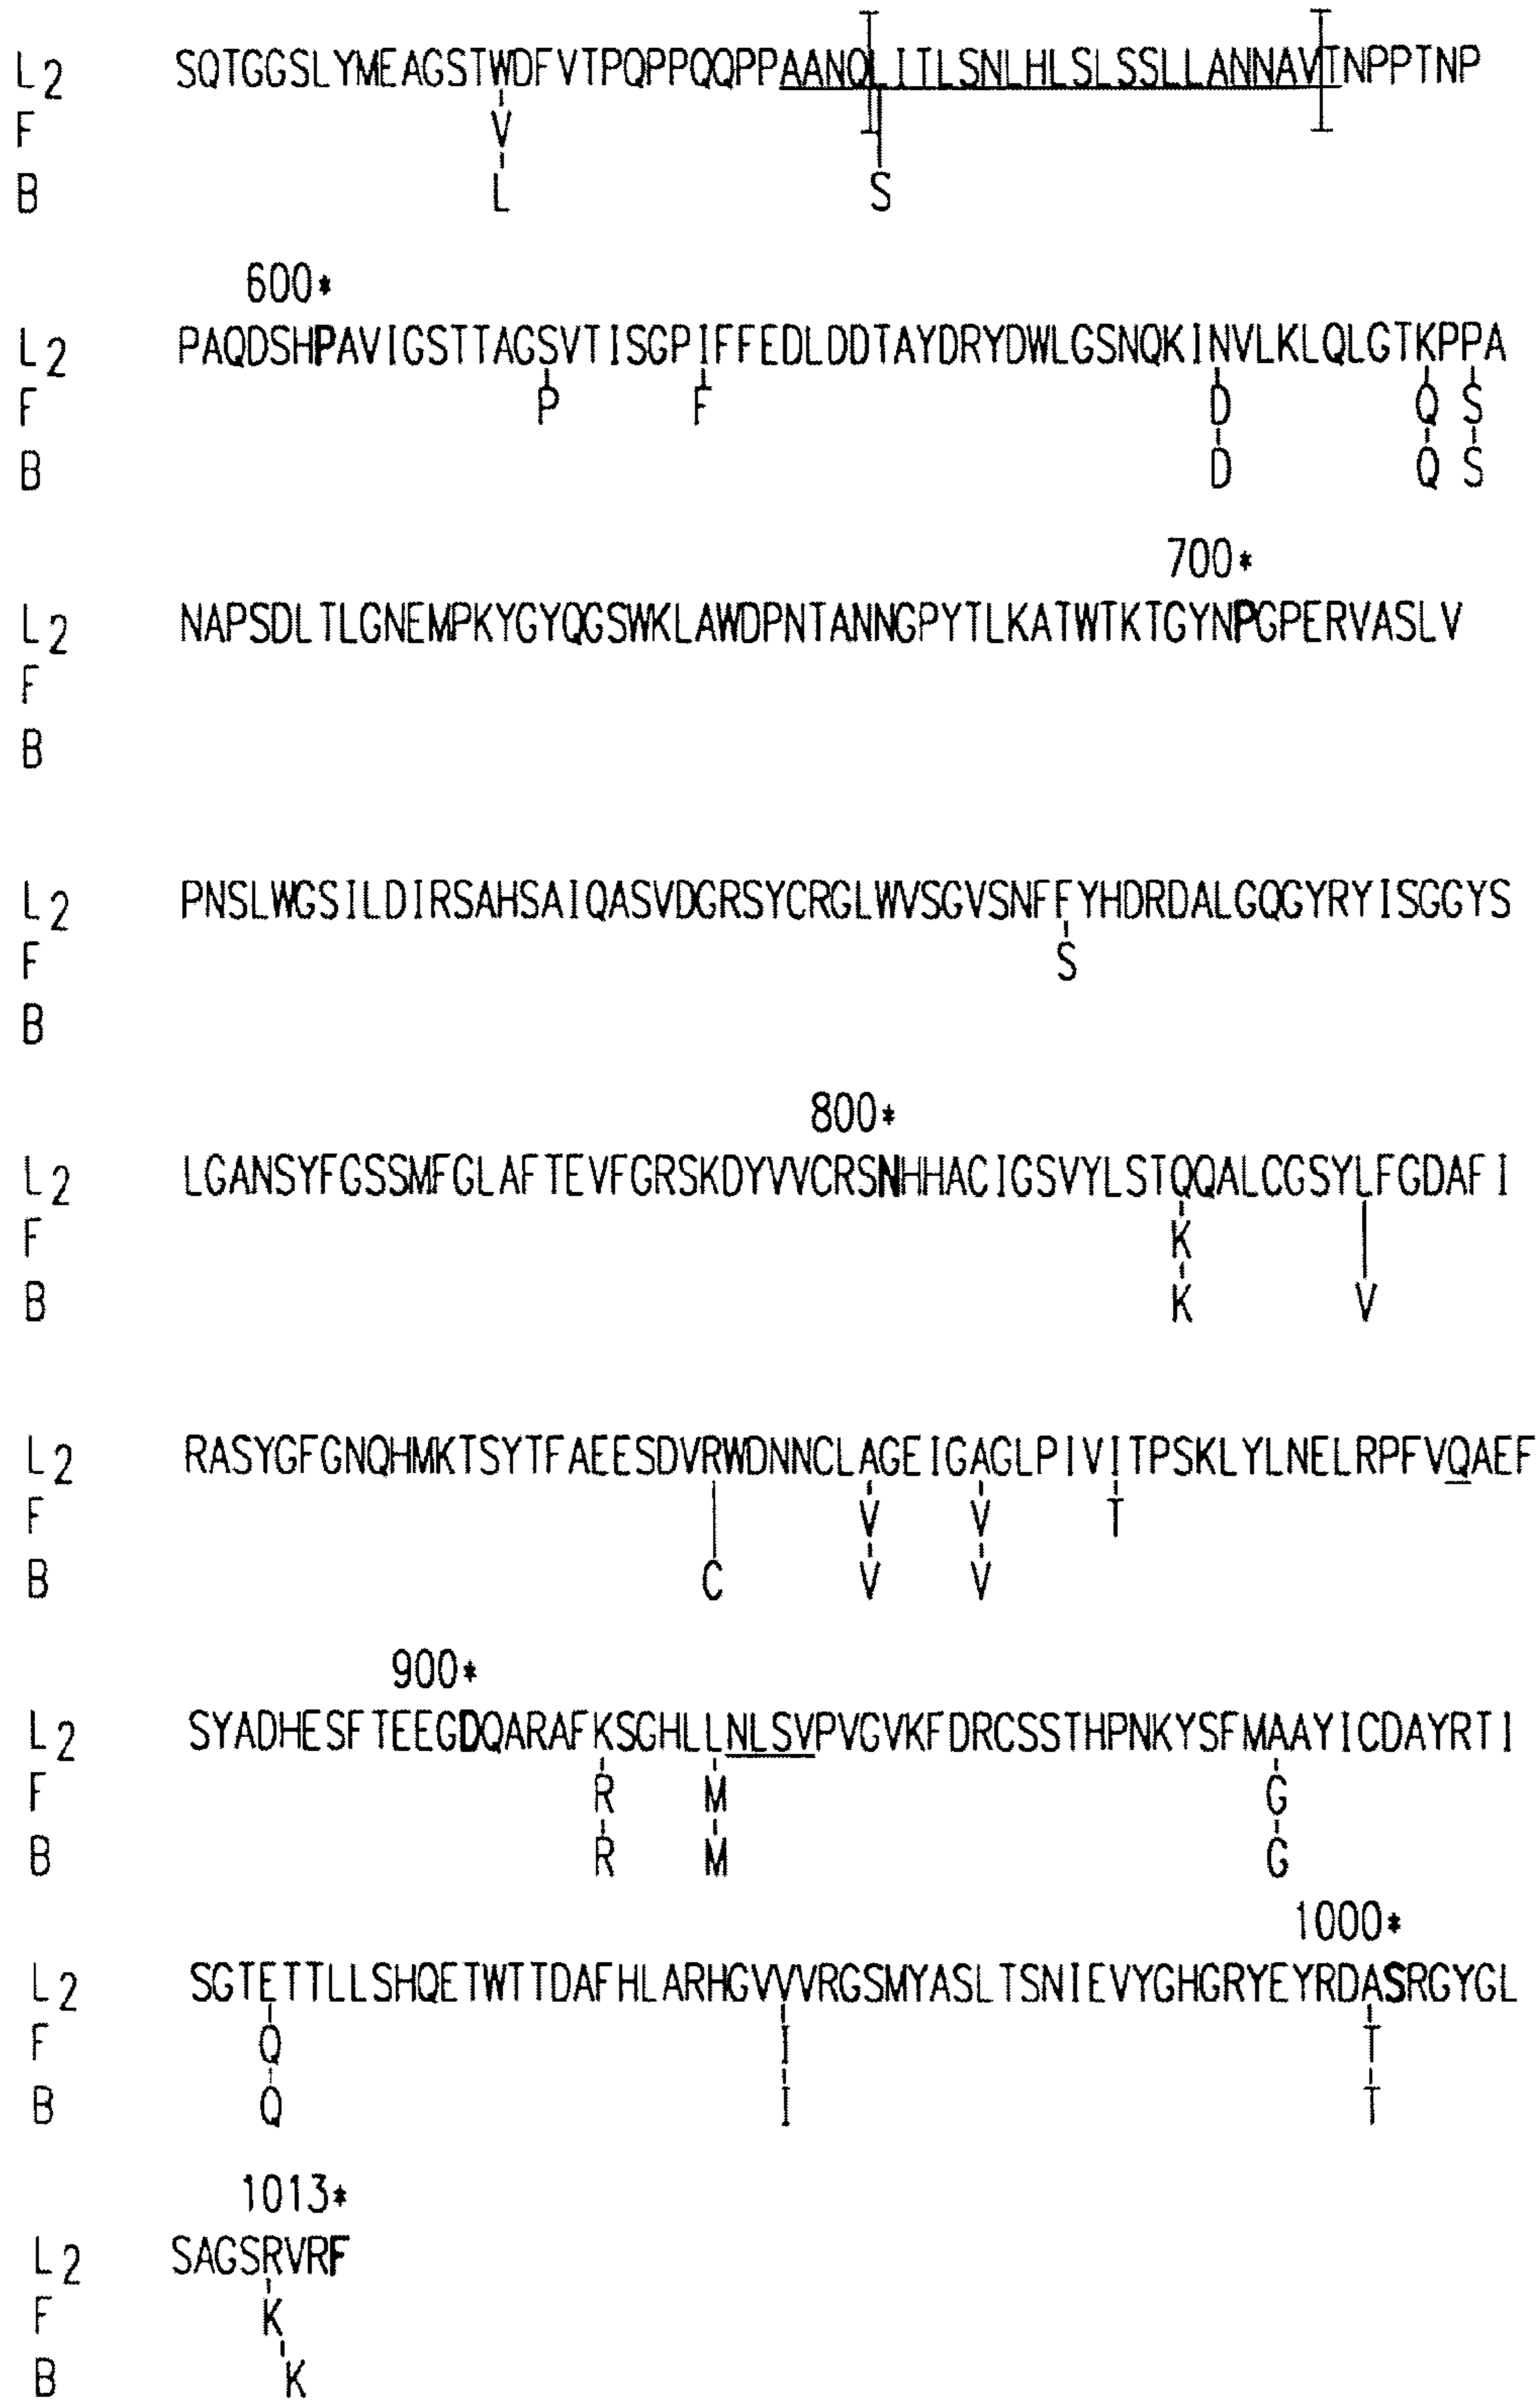 L2 SQTGGSLYMEAGSTWDFVTPQPPQQPPAANQLITLSNLHLSLSSLLANNAVTNPPTNP
F V
B L S
600*
L2 PAQDSHPAVIGSTTAGSVTISGPIFFEDLDDTAYDRYDWLGSNQKINVLKLQLGTKPPA
F P F D Q S
B D Q S
700*
L2 NAPSDLTLGNEMPKYGYQGSWKLAWDPNTANNGPYTLKATWTKTGYNPGPERVASLV
F
B
L2 PNSLWGSILDIRSAHSAIQASVDGRSYCRGLWVSGVSNFFYHDRDALGQGYRYISGGYS
F S
B
800*
L2 LGANSYFGSSMFGLAFTEVFGRSKDYVVCRSNHHACIGSVYLSTQQALCGSYLFGDAFI
F K
B K V
L2 RASYGFGNQHMKTSYTFAEESDVRWDNNCLAGEIGAGLPIVITPSKLYLNELRPFVQAEF
F V V T
B C V V
900*
L2 SYADHESFTEEGDQARAFKSGHLLNLSVPVGVKFDRCSSTHPNKYSFMAAYICDAYRTI
F R M G
B R M G
1000*
L2 SGTETTLLSHQETWTTDAFHLARHGVVVRGSMYASLTSNIEVYGHGRYEYRDASRGYGL
F Q I T
B Q I T
1013*
L2 SAGSRVRF
F K
B K